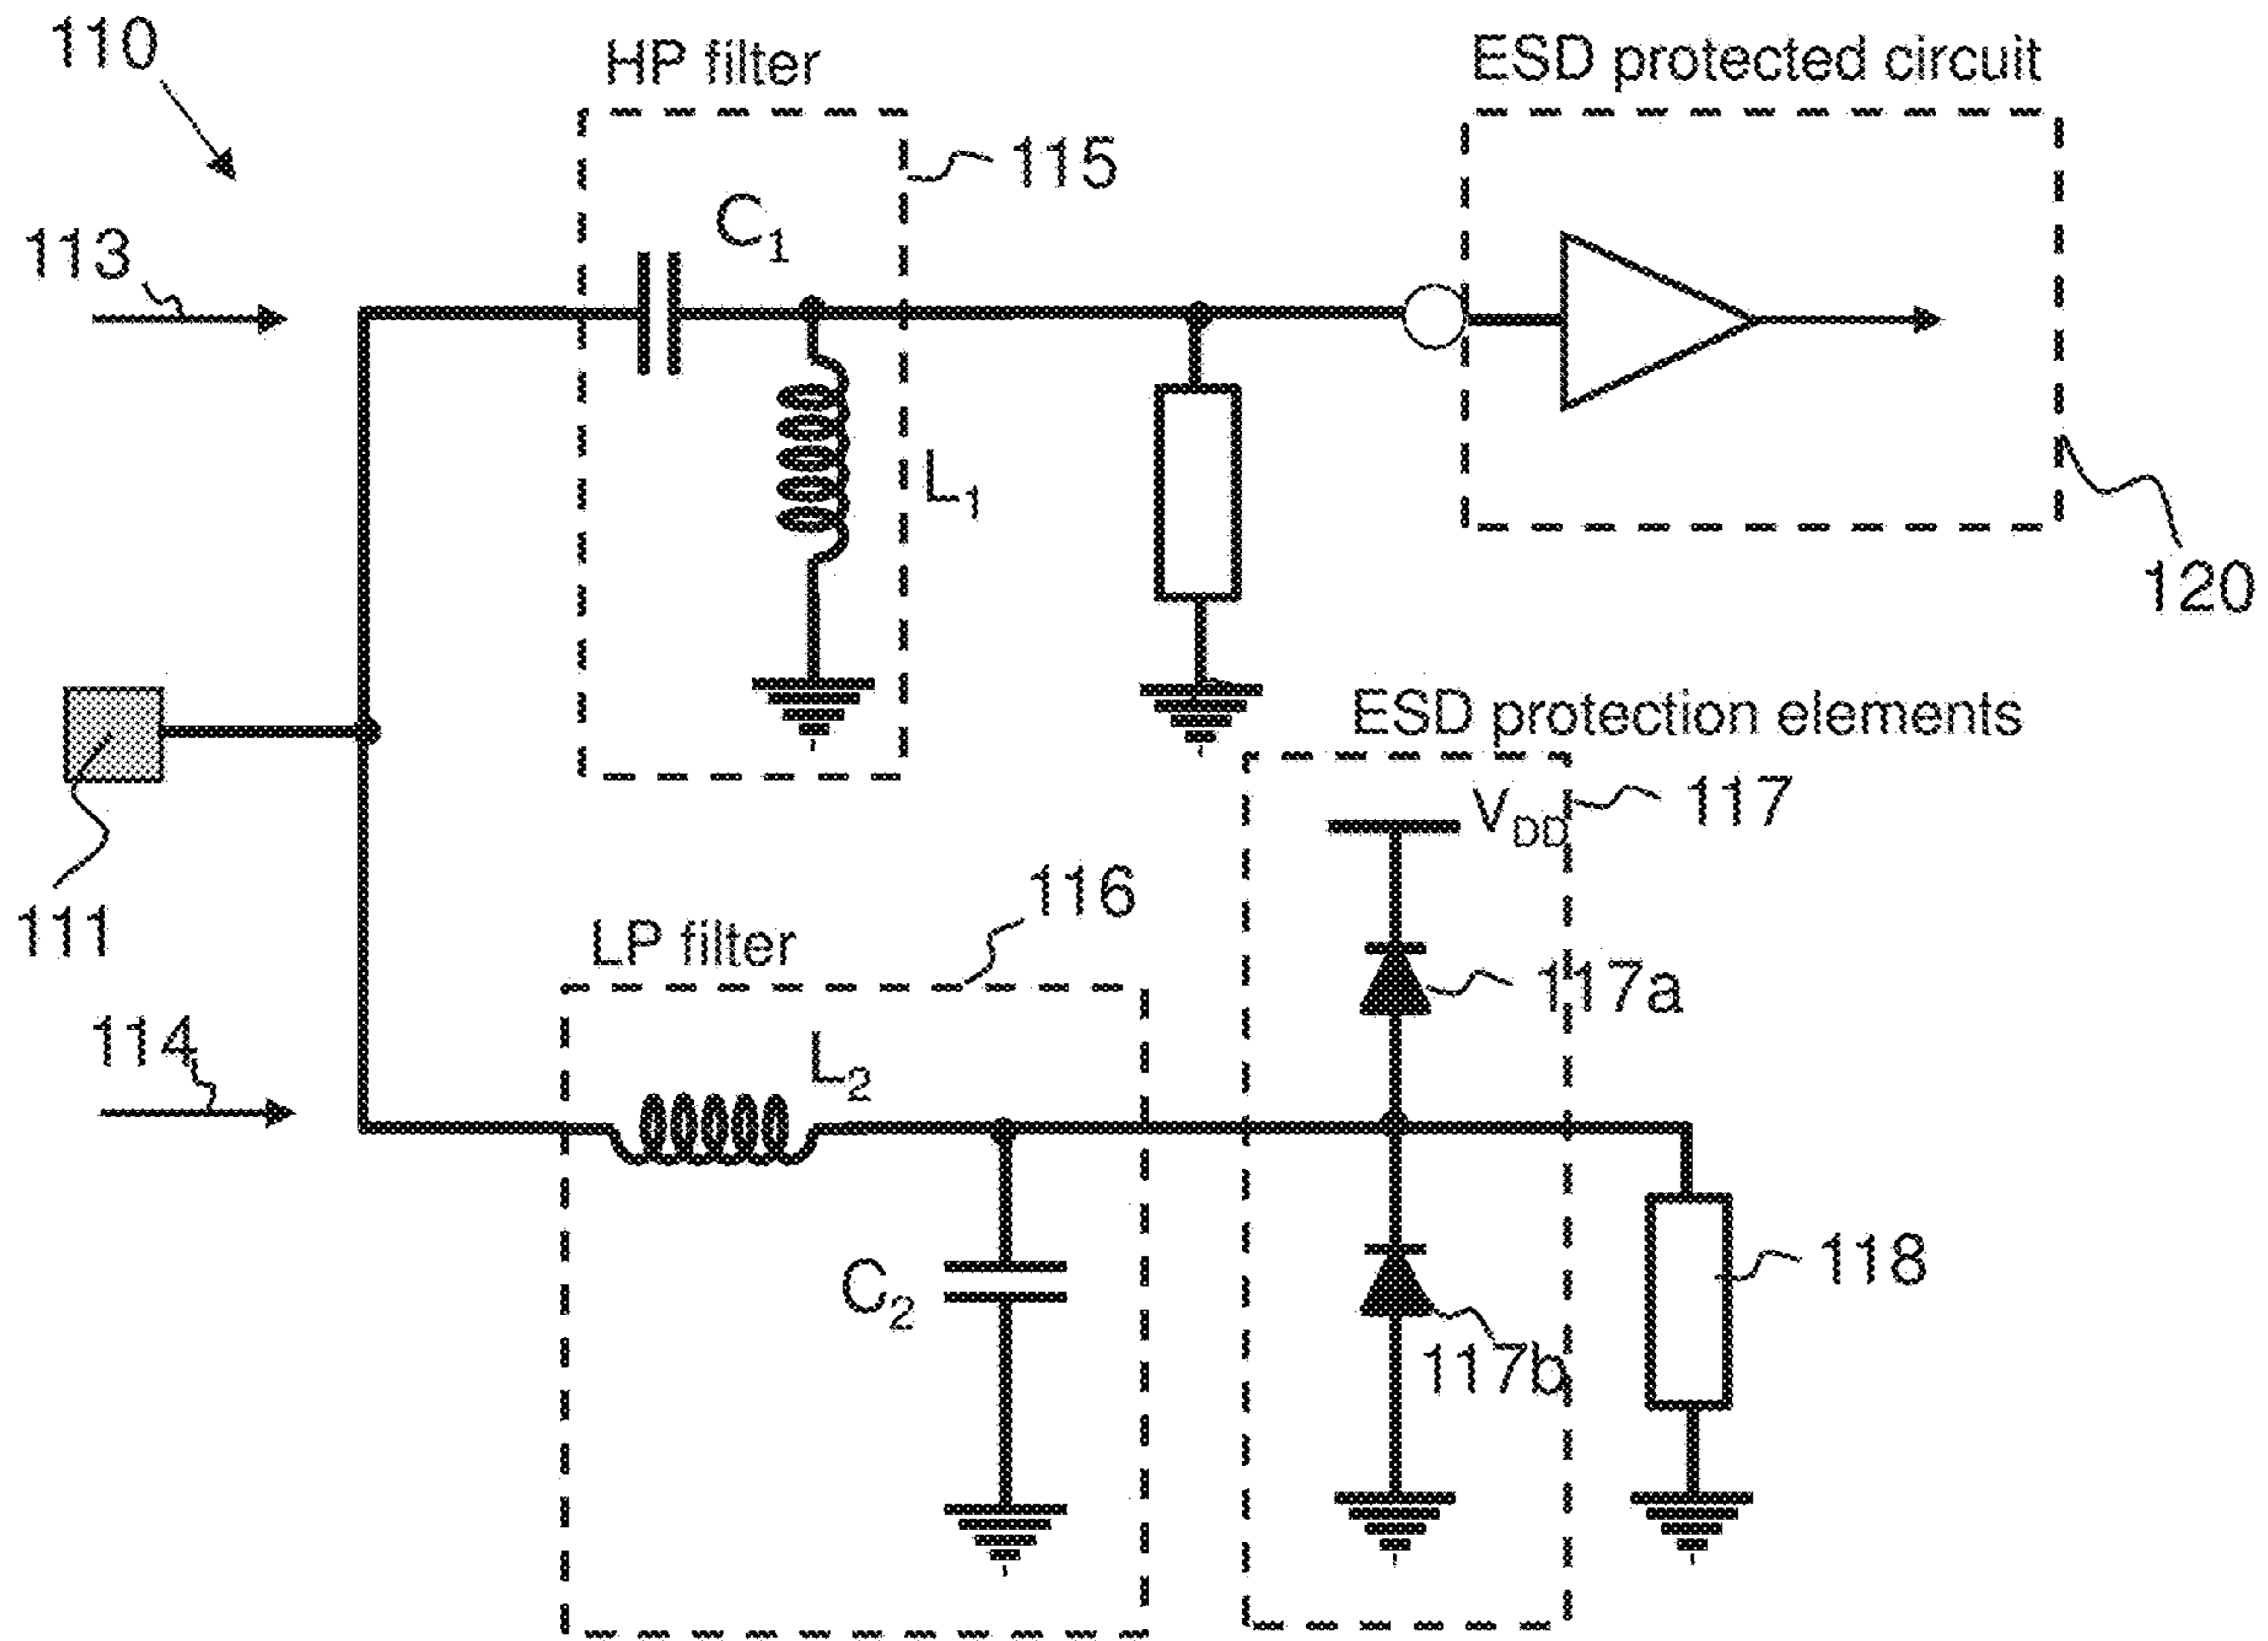 110
HP filter
ESD protected circuit
115
C1
113
L1
120
ESD protection elements
VDD
117
111
116
LP filter
117a
114
L2
C2
118
117b